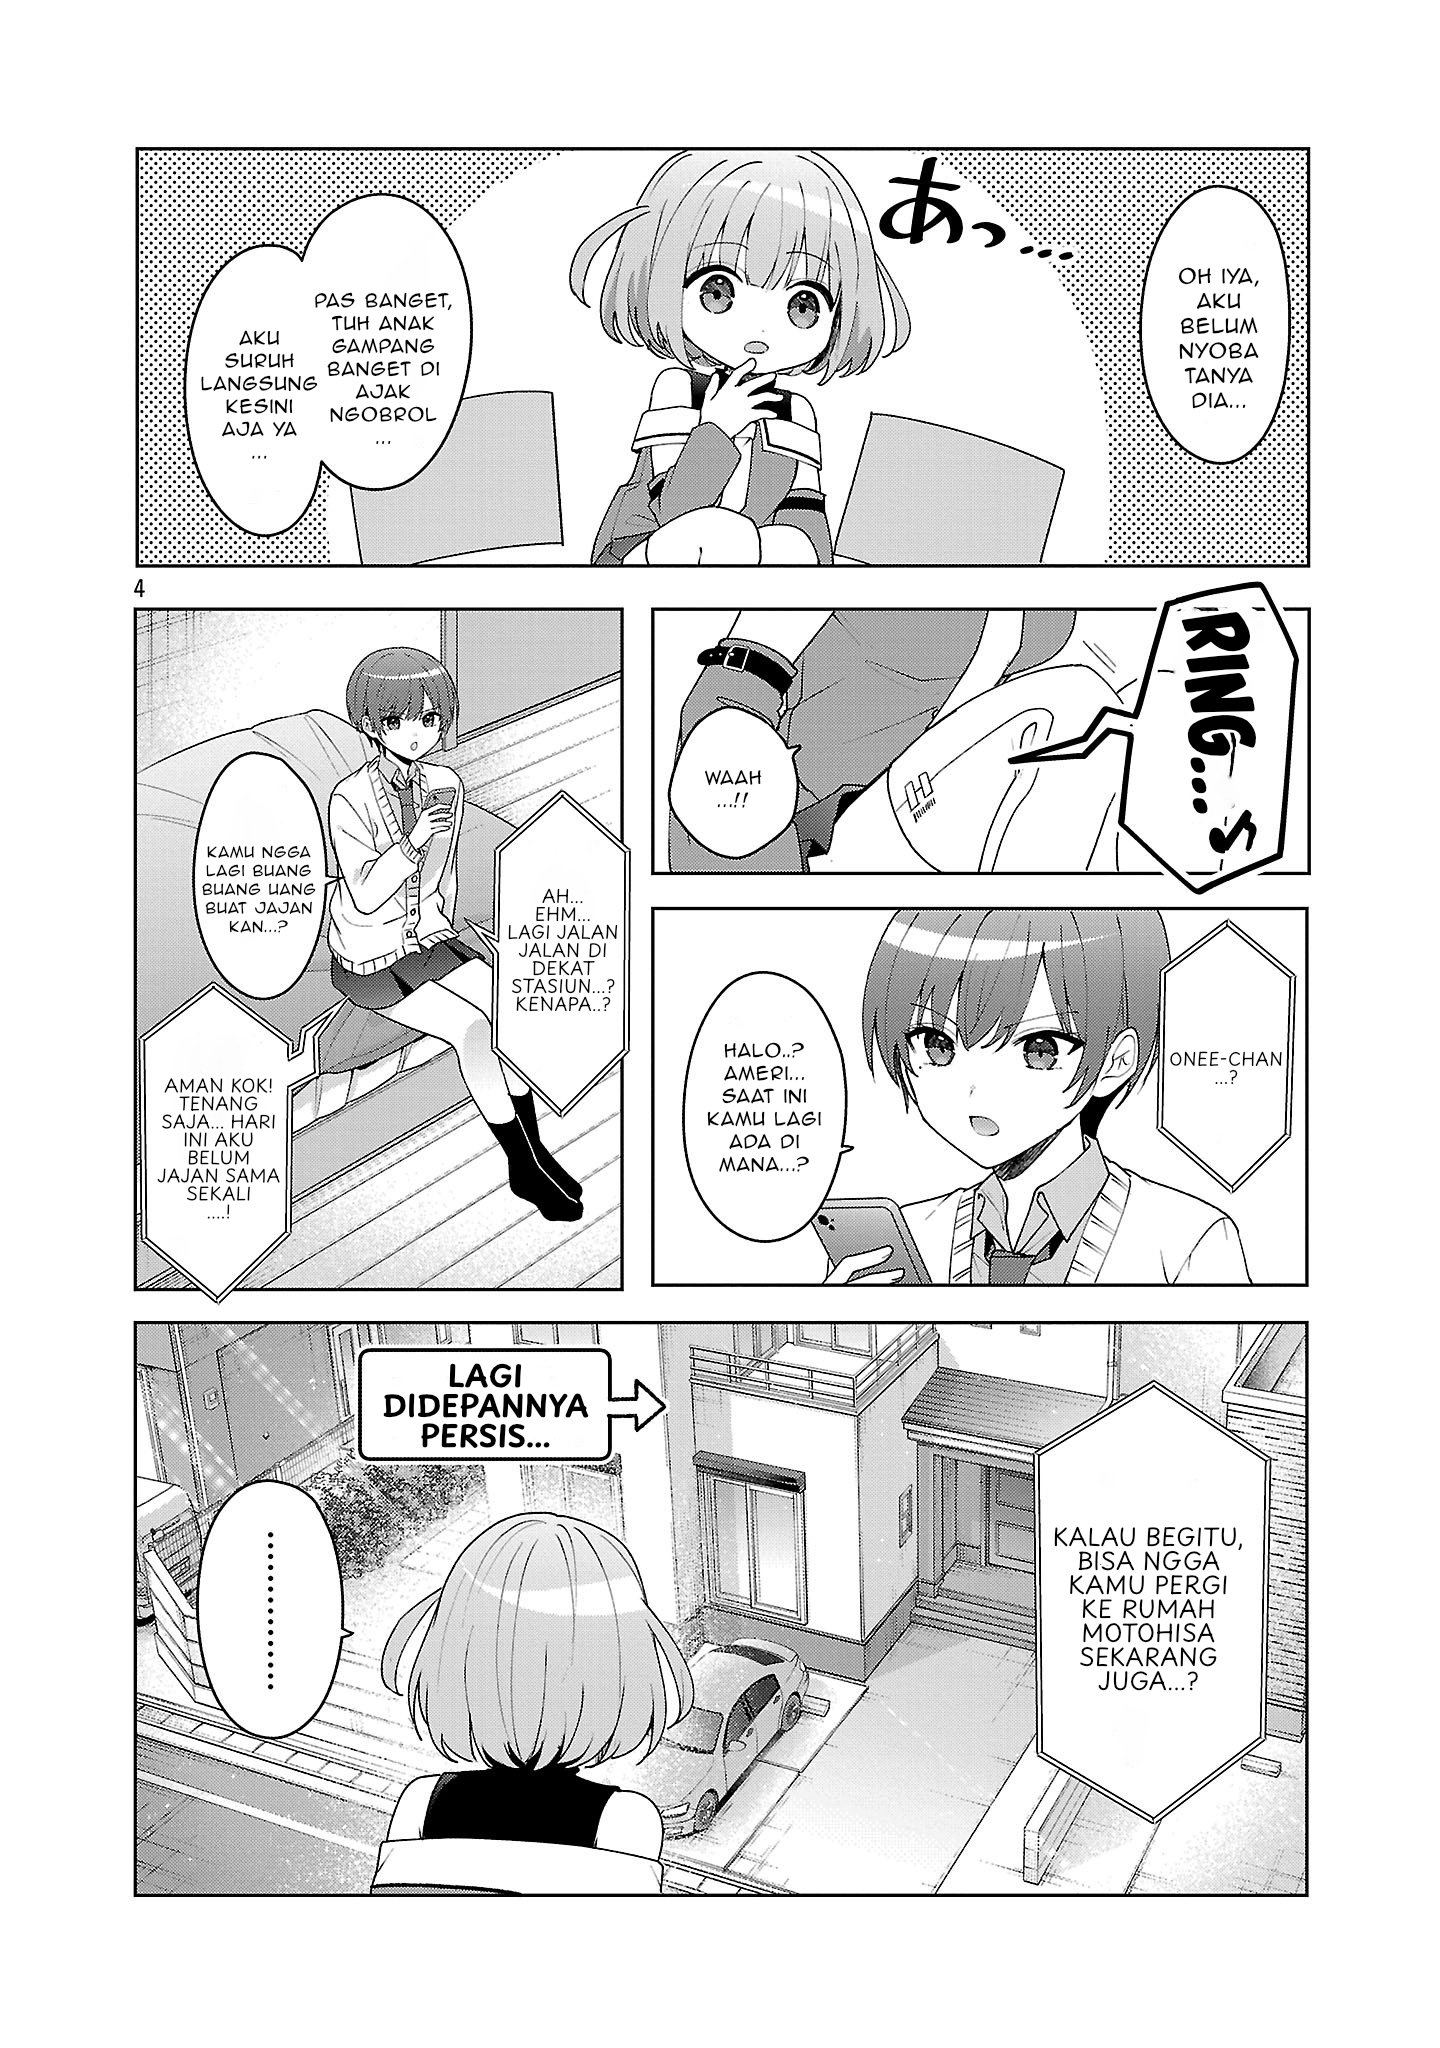 OH IYA,
AKU
BELUM
NYOBA
TANYA
DIA...
あっ...
PAS BANGET,
TUH ANAK
GAMPANG
BANGET DI
AJAK
NGOBROL
...
AKU
SURUH
LANGSUNG
KESINI
AJA YA
...
4
RING...
WAAH
...!!
H
ONEE-CHAN
...?
HALO..?
AMERI...
SAAT INI
KAMU LAGI
ADA DI
MANA...?
AH...
EHM...
LAGI JALAN
JALAN DI
DEKAT
STASIUN...?
KENAPA..?
KAMU NGGA
LAGI BUANG
BUANG UANG
BUAT JAJAN
KAN...?
AMAN KOK!
TENANG
SAJA... HARI
INI AKU
BELUM
JAJAN SAMA
SEKALI
....!
KALAU BEGITU,
BISA NGGA
KAMU PERGI
KE RUMAH
MOTOHISA
SEKARANG
JUGA...?
LAGI
DIDEPANNYA
PERSIS...
............